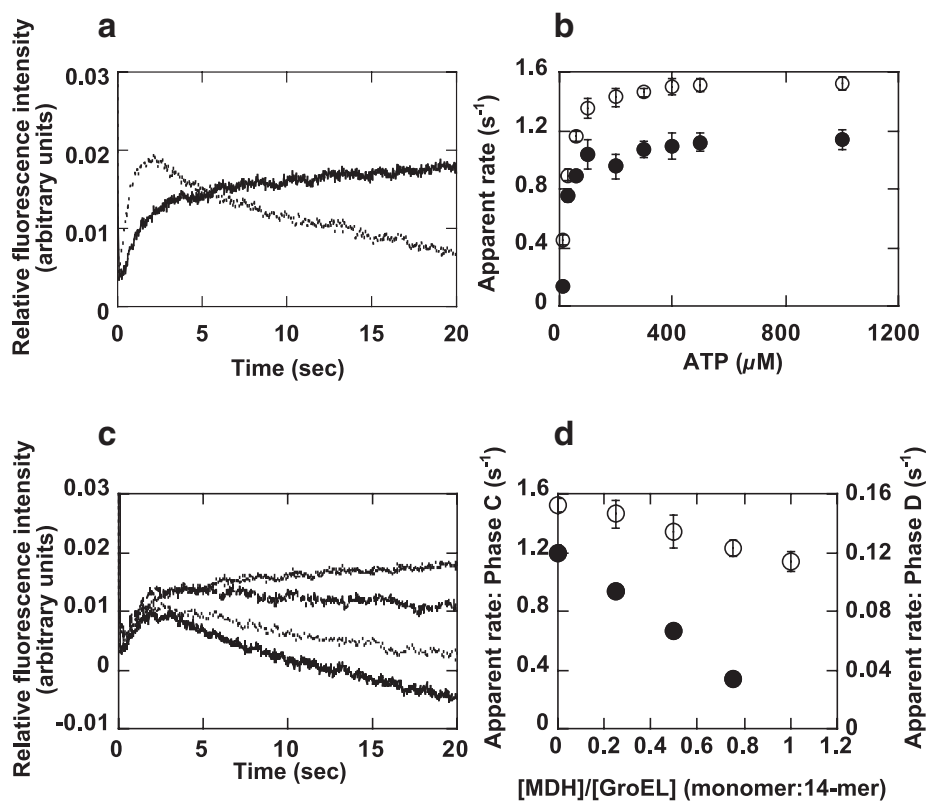 a
Relative fluorescence intensity
(arbitrary units)
0.03
0.02
0.01
0
0 5 10 15 20
Time (sec)
b
Apparent rate (s-1)
1.6
1.2
0.8
0.4
0
0 400 800 1200
ATP (µM)
c
Relative fluorescence intensity
(arbitrary units)
0.03
0.02
0.01
0
-0.01
0 5 10 15 20
Time (sec)
d
Apparent rate: Phase C (s-1)
1.6
1.2
0.8
0.4
0
0.16
0.12
0.08
0.04
0
Apparent rate: Phase D (s-1)
0 0.2 0.4 0.6 0.8 1
[MDH]/[GroEL] (monomer:14-mer)